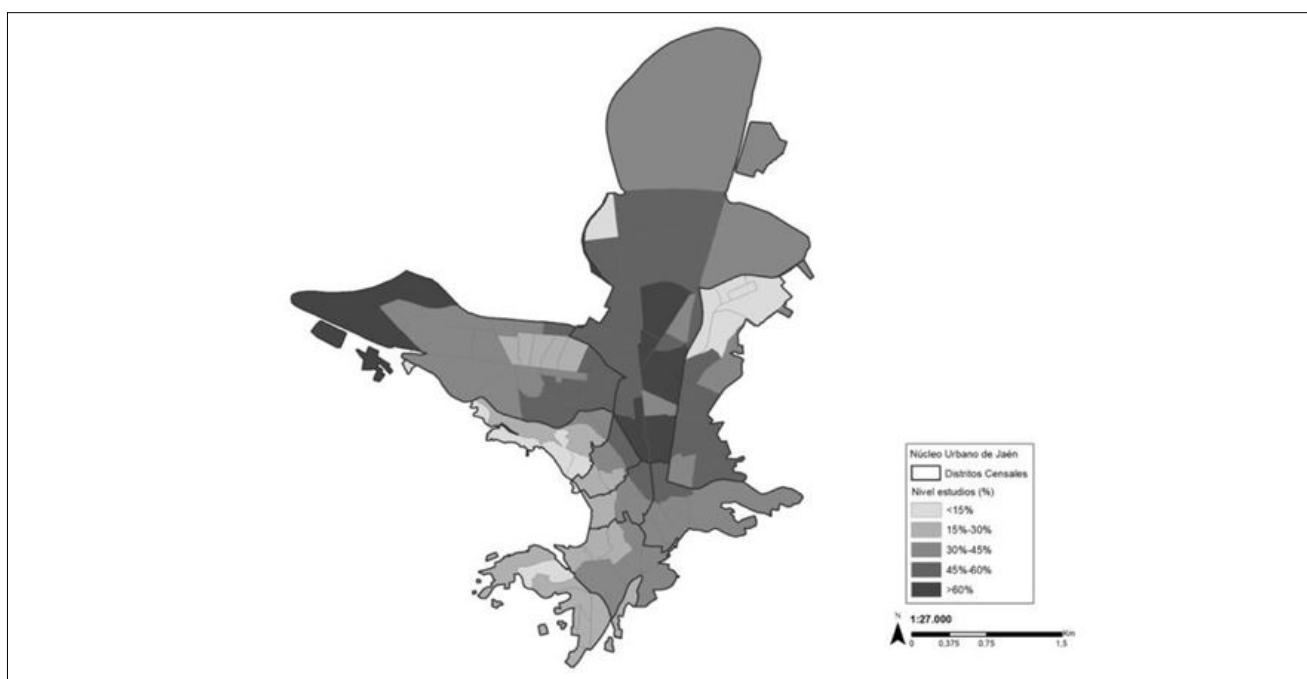 Núcleo Urbano de Jaén
Distritos Censales
Nivel estudios (%)
<15%
15%-30%
30%-45%
45%-60%
>60%
N
1:27.000
Km
0 0,375 0,75 1,5